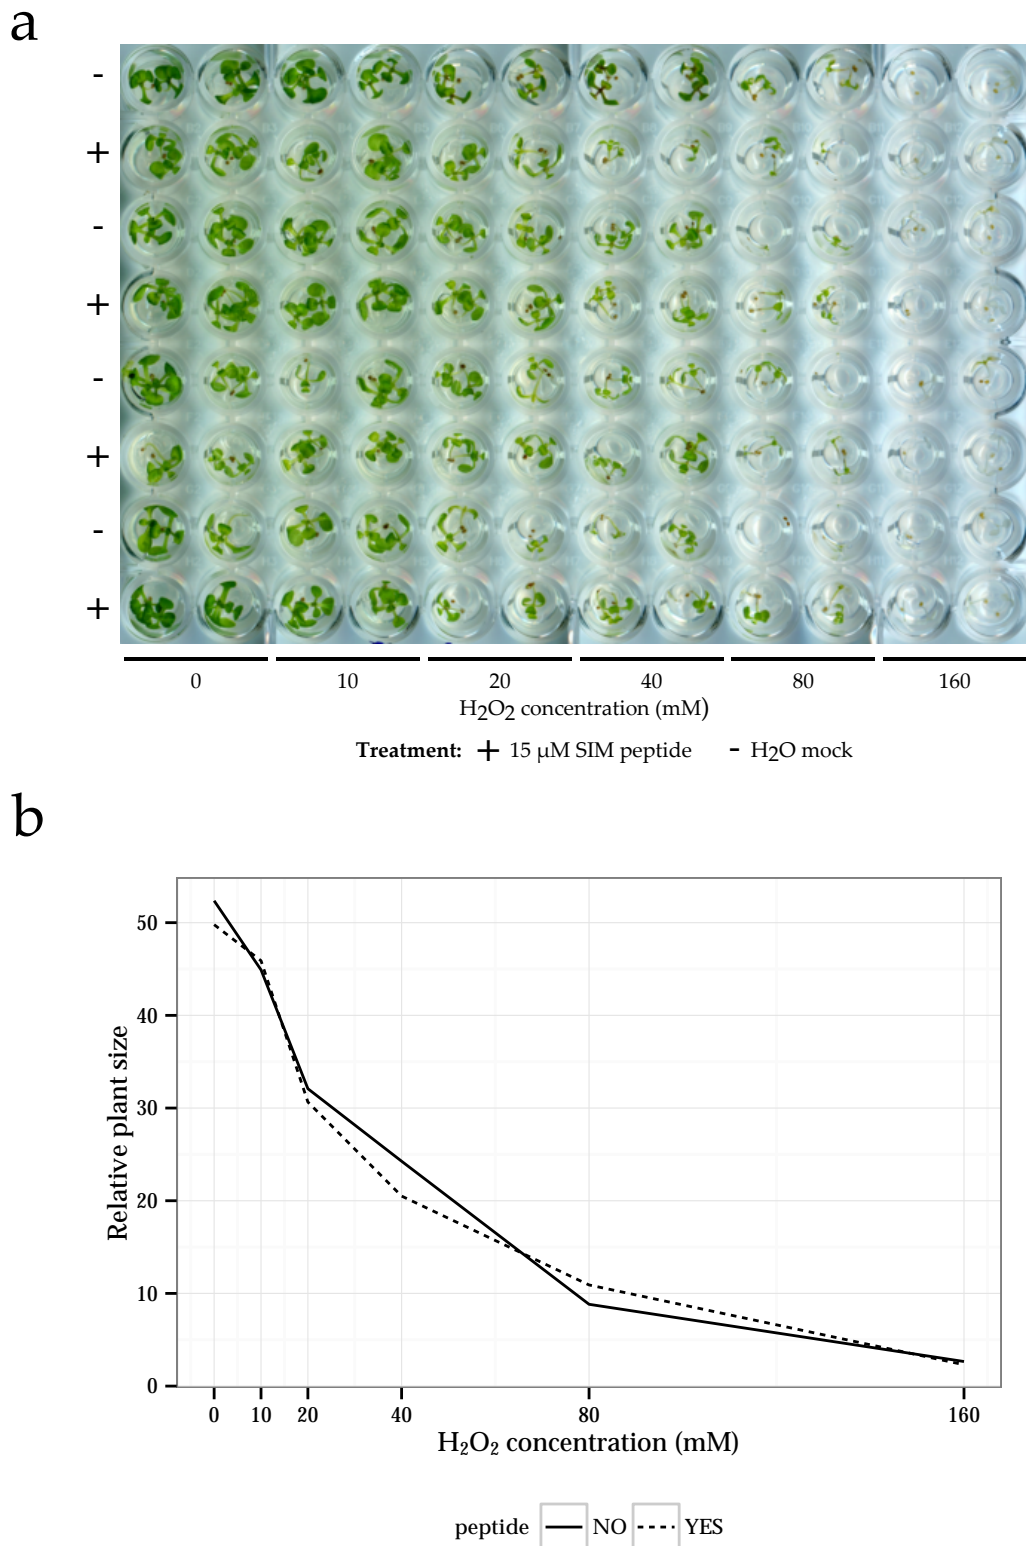 a
-
+
-
+
-
+
-
+
0 10 20 40 80 160
H₂O₂ concentration (mM)
Treatment: + 15 μM SIM peptide - H₂O mock
b
Relative plant size
50
40
30
20
10
0
0 10 20 40 80 160
H₂O₂ concentration (mM)
peptide NO YES